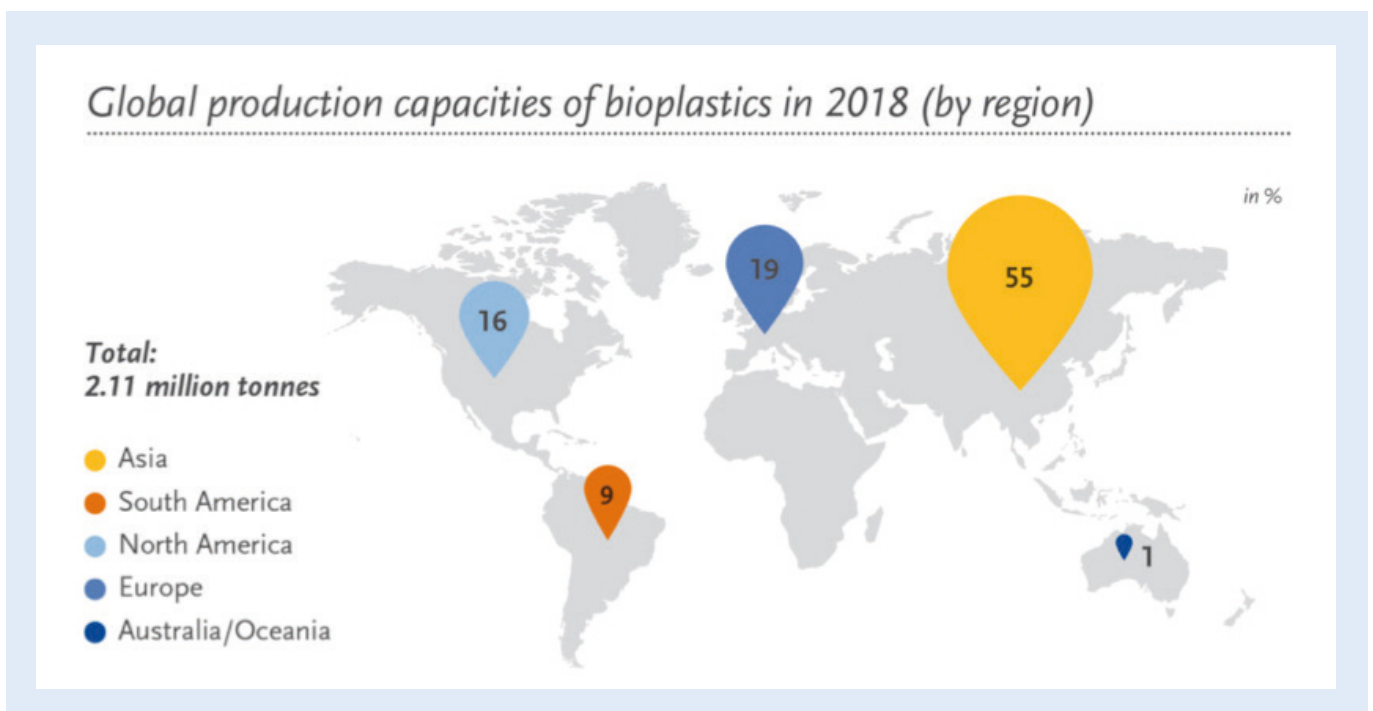 Global production capacities of bioplastics in 2018 (by region)
in %
55
19
16
Total:
2.11 million tonnes
Asia
South America
9
North America
1
Europe
Australia/Oceania